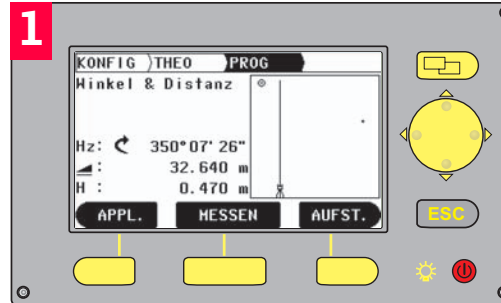 1
KONFIG THEO PROG
Winkel & Distanz
Hz: 350°07'26"
: 32.640 m
H : 0.470 m
APPL. MESSEN AUFST.
ESC